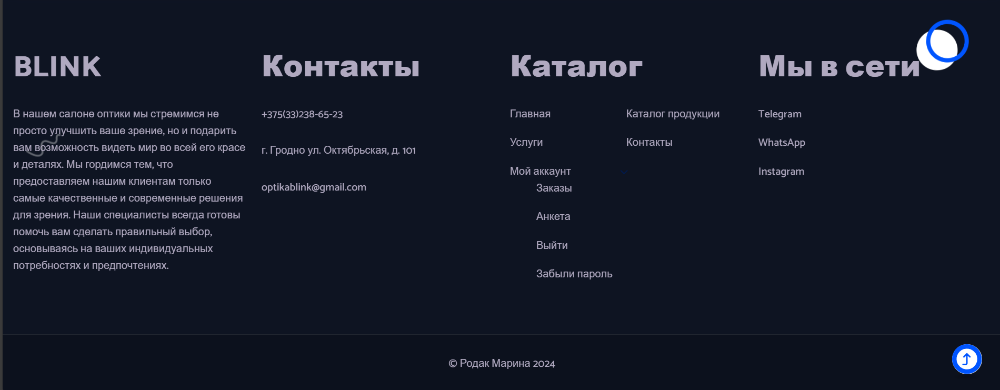 BLINK
В нашем салоне оптики мы стремимся не
просто улучшить ваше зрение, но и подарить
вам возможность видеть мир во всей его красе
и деталях. Мы гордимся тем, что
предоставляем нашим клиентам только
самые качественные и современные решения
для зрения. Наши специалисты всегда готовы
помочь вам сделать правильный выбор,
основываясь на ваших индивидуальных
потребностях и предпочтениях.
Контакты
+375(33)238-65-23
г. Гродно ул. Октябрьская, д. 101
optikablink@gmail.com
Каталог
Главная
Услуги
Мой аккаунт
Заказы
Анкета
Выйти
Забыли пароль
Каталог продукции
Контакты
Мы в сети
Telegram
WhatsApp
Instagram
© Родак Марина 2024